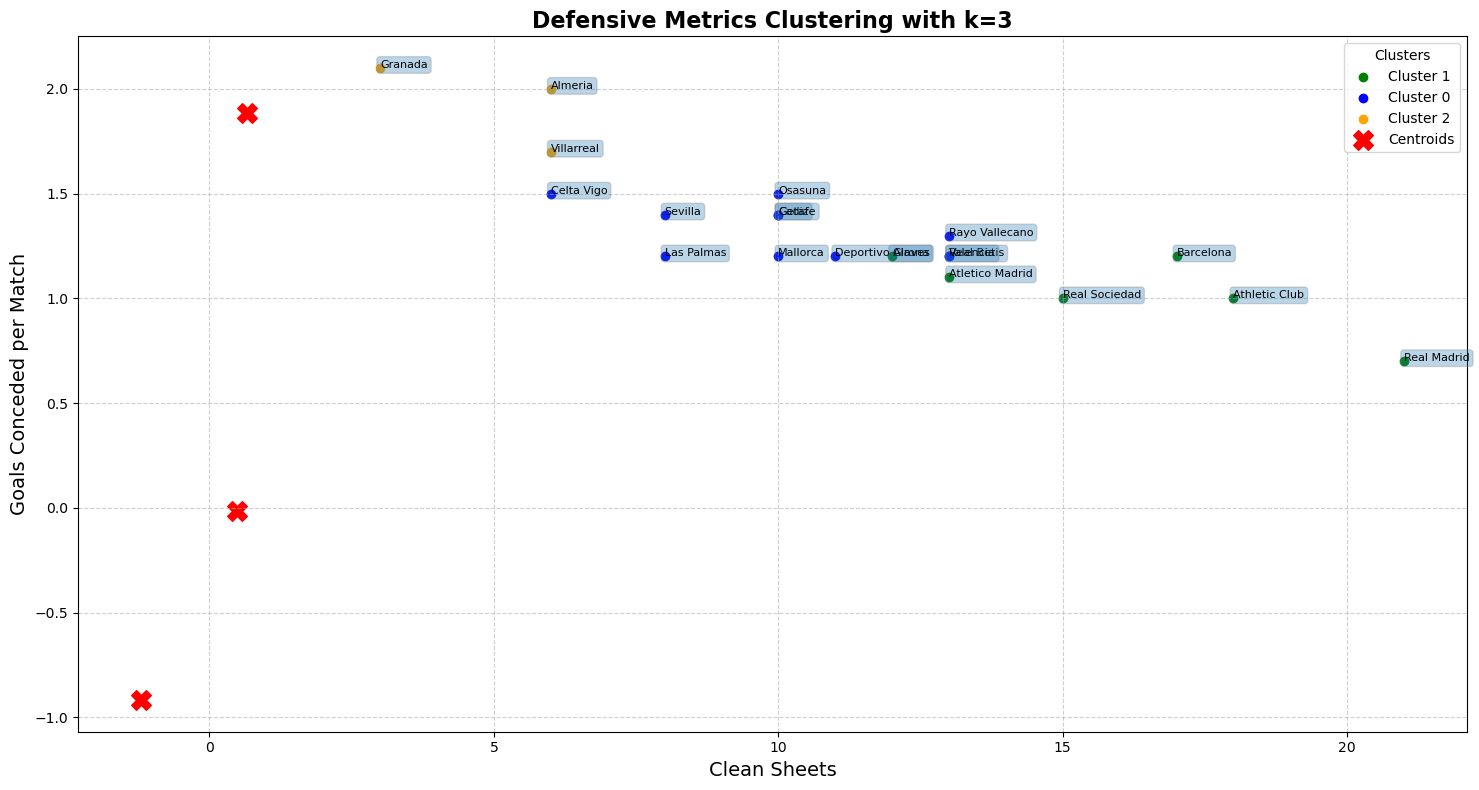 Defensive Metrics Clustering with k=3
Clusters
Cluster 1
Cluster 0
Cluster 2
Centroids
Granada
Almeria
Villarreal
Celta Vigo
Osasuna
Sevilla
Rayo Vallecano
Las Palmas
Mallorca
Deportivo
Barcelona
Atletico Madrid
Real Sociedad
Athletic Club
Real Madrid
Goals Conceded per Match
2.0
1.5
1.0
0.5
0.0
−0.5
−1.0
0
5
10
15
20
Clean Sheets